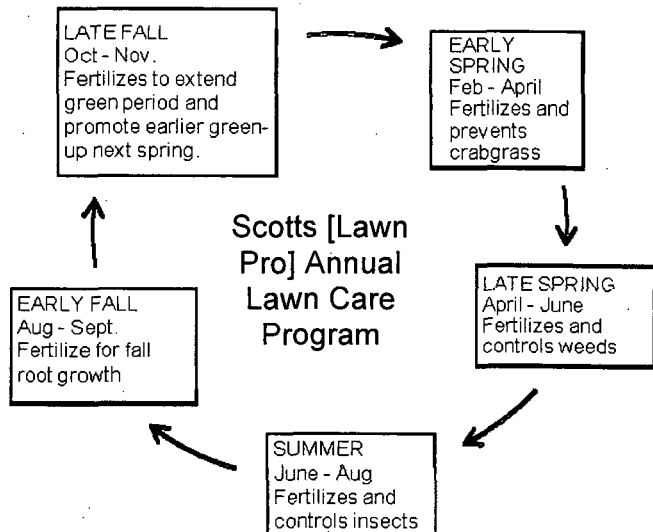 LATE FALL
Oct - Nov.
Fertilizes to extend
green period and
promote earlier green-
up next spring.
EARLY
SPRING
Feb - April
Fertilizes and
prevents
crabgrass
Scotts [Lawn
Pro] Annual
Lawn Care
Program
LATE SPRING
April - June
Fertilizes and
controls weeds
SUMMER
June - Aug
Fertilizes and
controls insects
EARLY FALL
Aug - Sept.
Fertilize for fall
root growth